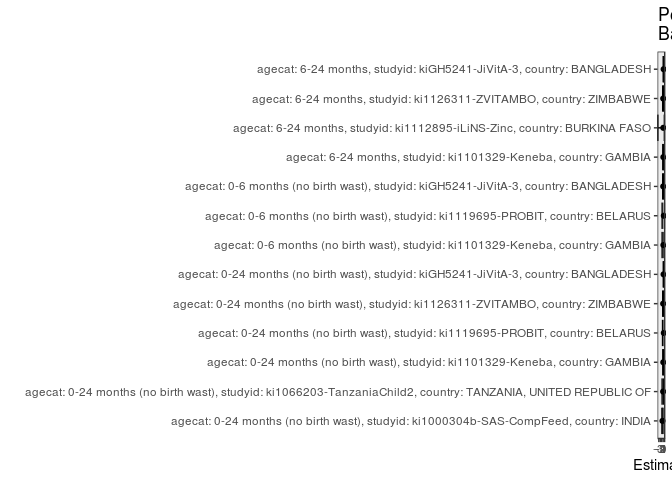 P
Ba
agecat: 6-24 months, studyid: kiGH5241-JiVitA-3, country: BANGLADESH
agecat: 6-24 months, studyid: ki1126311-ZVITAMBO, country: ZIMBABWE
agecat: 6-24 months, studyid: ki1112895-iLiNS-Zinc, country: BURKINA FASO
agecat: 6-24 months, studyid: ki1101329-Keneba, country: GAMBIA
agecat: 0-6 months (no birth wast), studyid: kiGH5241-JiVitA-3, country: BANGLADESH
agecat: 0-6 months (no birth wast), studyid: ki1119695-PROBIT, country: BELARUS
agecat: 0-6 months (no birth wast), studyid: ki1101329-Keneba, country: GAMBIA
agecat: 0-24 months (no birth wast), studyid: kiGH5241-JiVitA-3, country: BANGLADESH
agecat: 0-24 months (no birth wast), studyid: ki1126311-ZVITAMBO, country: ZIMBABWE
agecat: 0-24 months (no birth wast), studyid: ki1119695-PROBIT, country: BELARUS
agecat: 0-24 months (no birth wast), studyid: ki1101329-Keneba, country: GAMBIA
agecat: 0-24 months (no birth wast), studyid: ki1066203-TanzaniaChild2, country: TANZANIA, UNITED REPUBLIC OF
agecat: 0-24 months (no birth wast), studyid: ki1000304b-SAS-CompFeed, country: INDIA
Estima